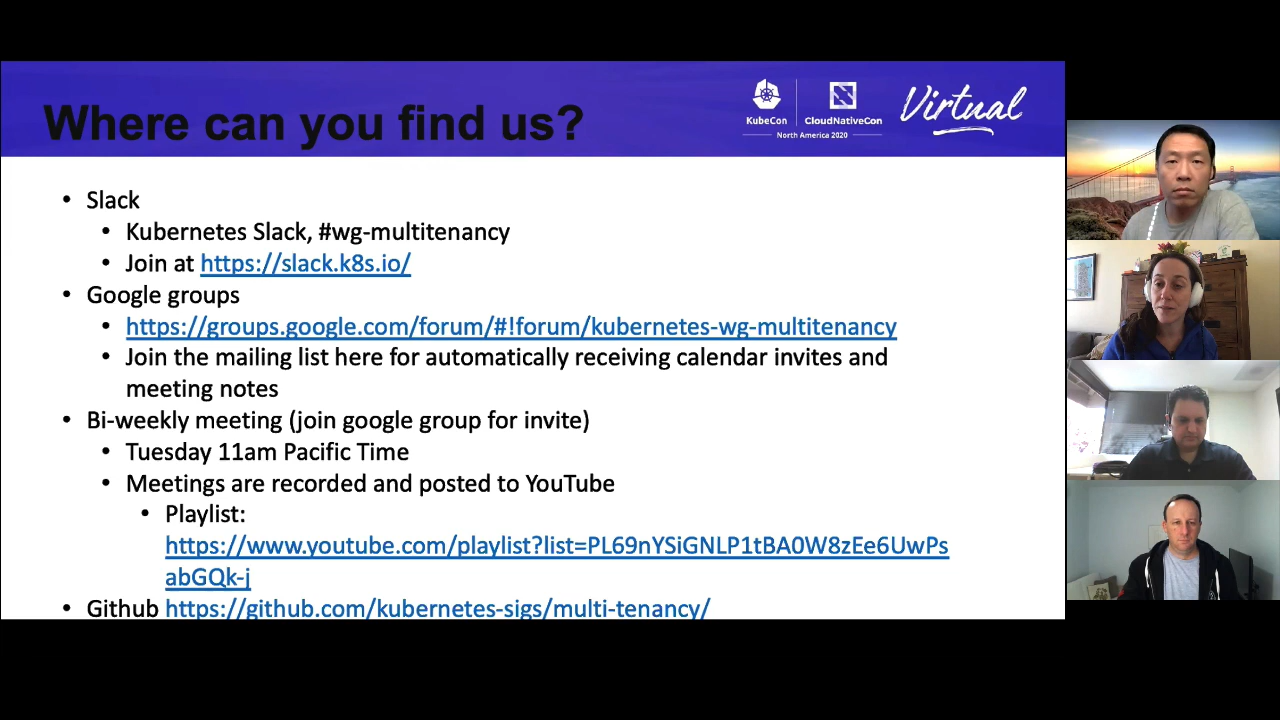 Where can you find us?
KubeCon
CloudNativeCon
North America 2020
Virtual
• Slack
• Kubernetes Slack, #wg-multitenancy
• Join at https://slack.k8s.io/
• Google groups
• https://groups.google.com/forum/#!forum/kubernetes-wg-multitenancy
• Join the mailing list here for automatically receiving calendar invites and
meeting notes
• Bi-weekly meeting (join google group for invite)
• Tuesday 11am Pacific Time
• Meetings are recorded and posted to YouTube
• Playlist:
https://www.youtube.com/playlist?list=PL69nYSiGNLP1tBA0W8zEe6UwPs
abGQk-j
• Github https://github.com/kubernetes-sigs/multi-tenancy/